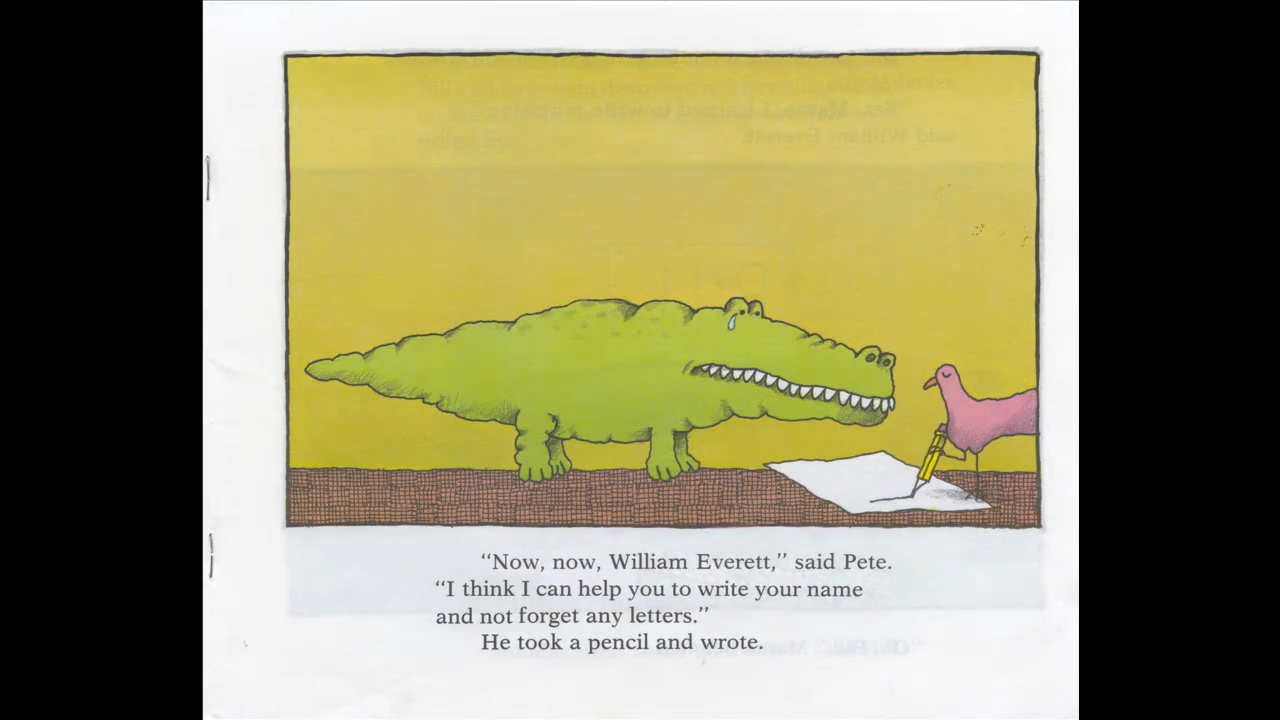 “Now, now, William Everett,” said Pete.
“I think I can help you to write your name
and not forget any letters.”
He took a pencil and wrote.